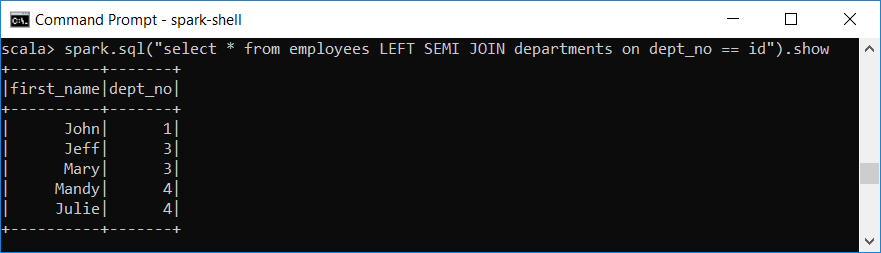 Command Prompt - spark-shell
scala> spark.sql("select * from employees LEFT SEMI JOIN departments on dept_no == id").show
+----------+-------+
|first_name|dept_no|
+----------+-------+
|      John|      1|
|      Jeff|      3|
|      Mary|      3|
|     Mandy|      4|
|     Julie|      4|
+----------+-------+